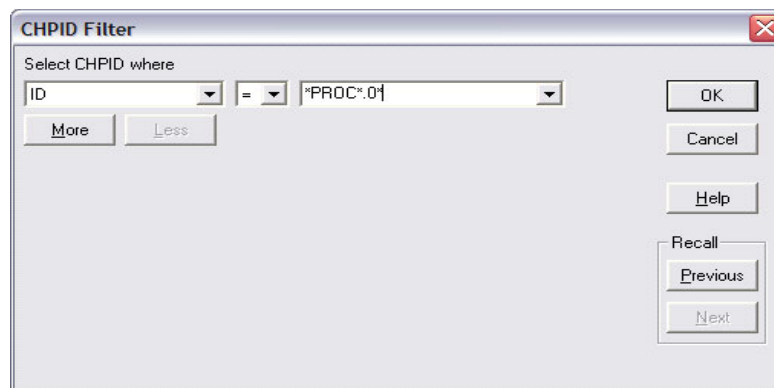 CHPID Filter
Select CHPID where
ID = *PROC*.0*
More Less
OK
Cancel
Help
Recall
Previous
Next